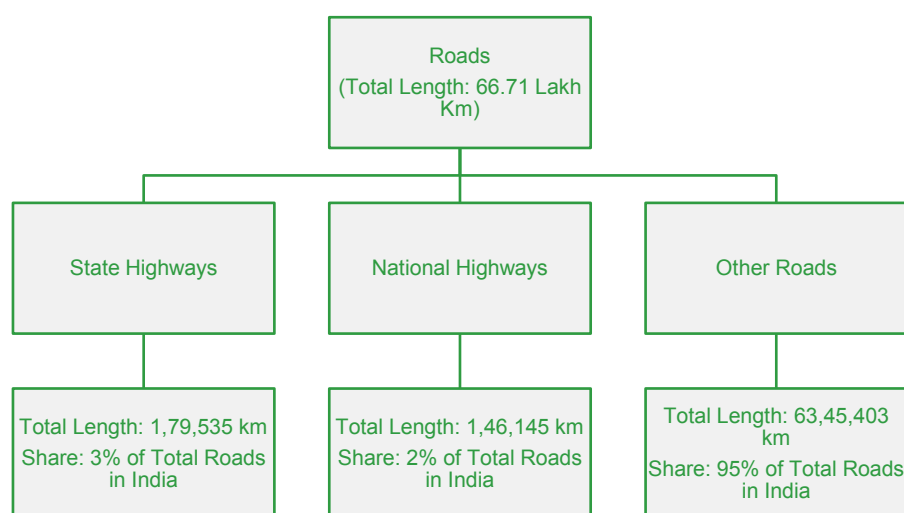 Roads
(Total Length: 66.71 Lakh
Km)
State Highways
National Highways
Other Roads
Total Length: 1,79,535 km
Share: 3% of Total Roads
in India
Total Length: 1,46,145 km
Share: 2% of Total Roads
in India
Total Length: 63,45,403
km
Share: 95% of Total Roads
in India